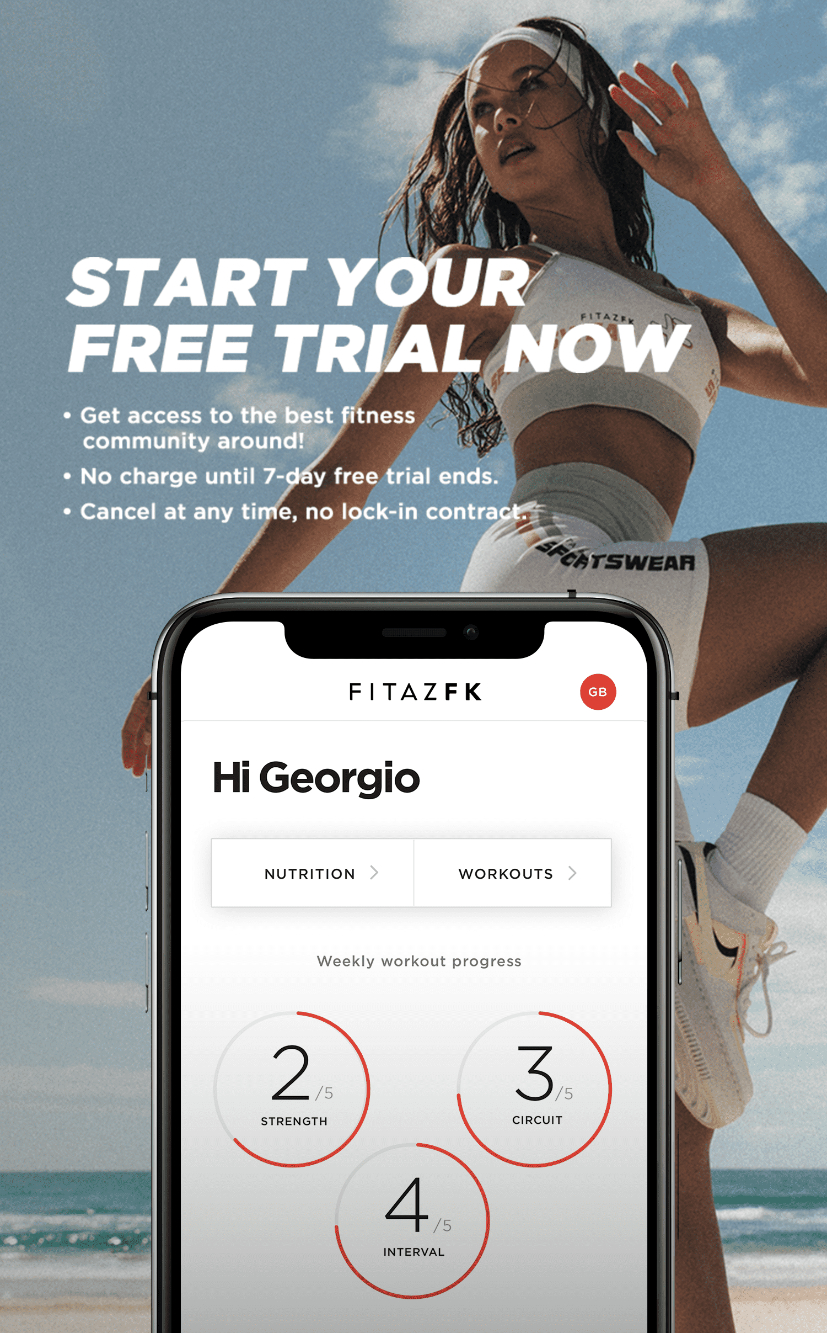 START YOUR
FREE TRIAL NOW
• Get access to the best fitness
community around!
• No charge until 7-day free trial ends.
• Cancel at any time, no lock-in contract.
FITAZFK
SPORTSWEAR
FITAZFK
GB
Hi Georgio
NUTRITION
WORKOUTS
Weekly workout progress
2/5
STRENGTH
3/5
CIRCUIT
4/5
INTERVAL